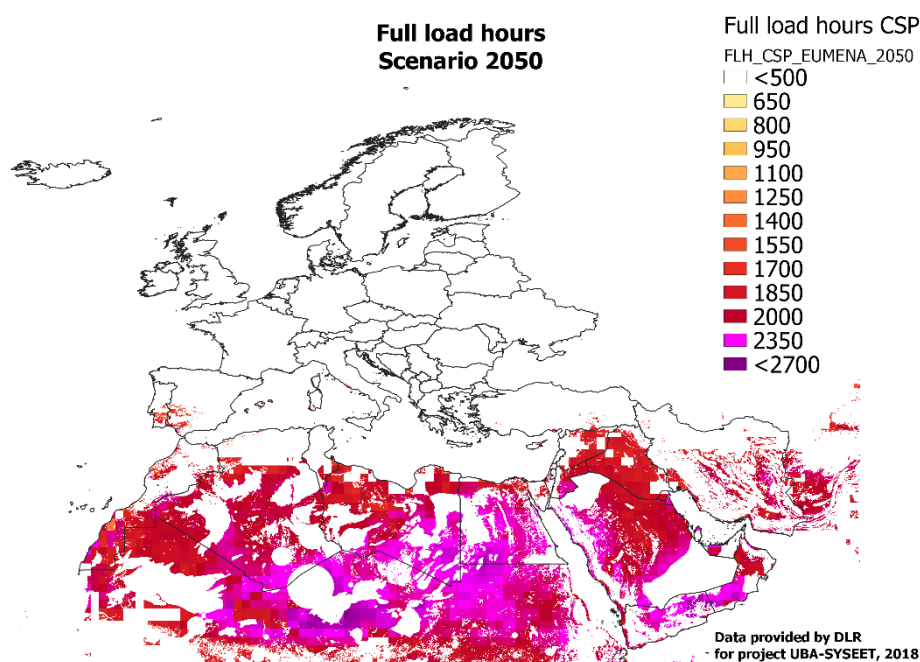 Full load hours
Scenario 2050
Full load hours CSP
FLH_CSP_EUMENA_2050
<500
650
800
950
1100
1250
1400
1550
1700
1850
2000
2350
<2700
Data provided by DLR
for project UBA-SYSEET, 2018